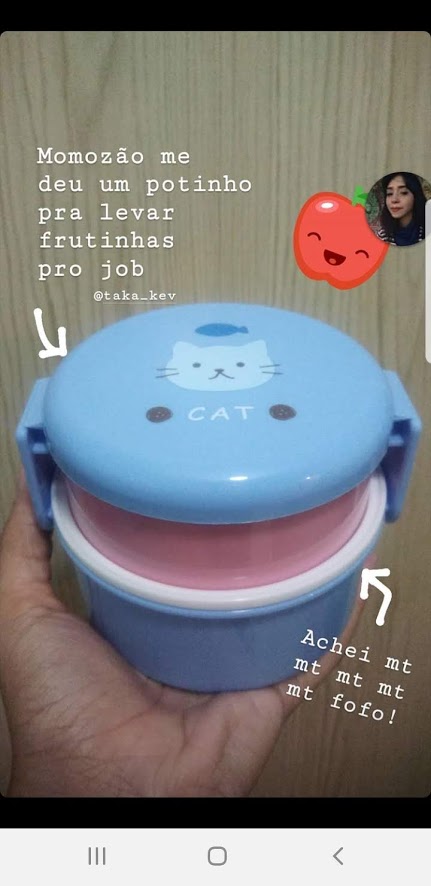 Momozão me
deu um potinho
pra levar
frutinhas
pro job
@taka_kev
CAT
Achei mt
mt mt mt
mt fofo!